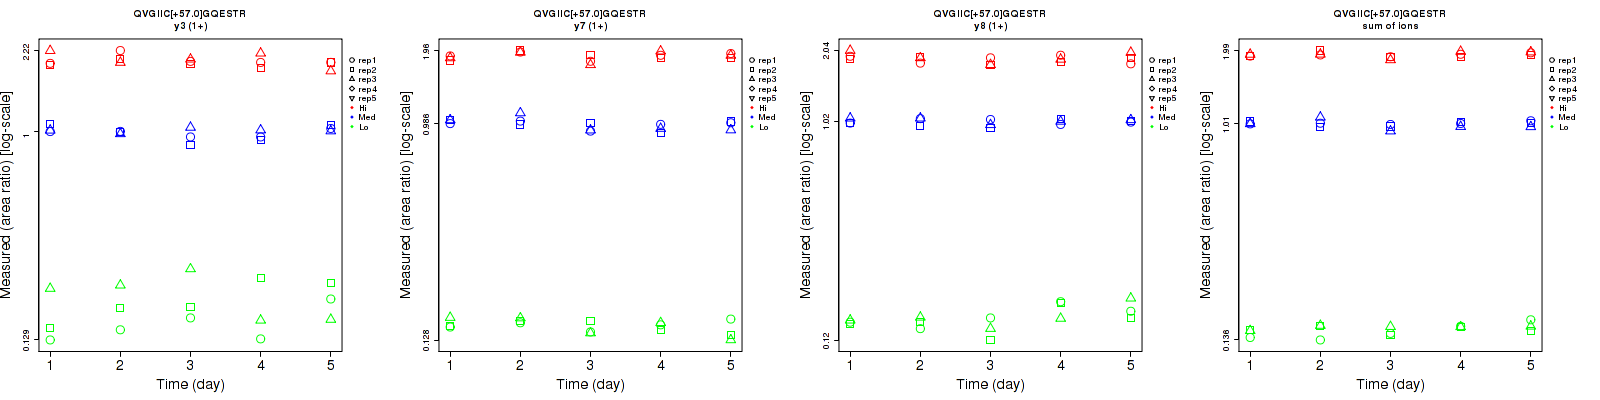 QVGIIC[+57.0]GQESTR
y3 (1+)
Measured (area ratio) [log-scale]
2.22
1
0.129
1
2
3
4
5
Time (day)
rep1
rep2
rep3
rep4
rep5
Hi
Med
Lo
QVGIIC[+57.0]GQESTR
y7 (1+)
Measured (area ratio) [log-scale]
1.96
0.988
0.128
1
2
3
4
5
Time (day)
rep1
rep2
rep3
rep4
rep5
Hi
Med
Lo
QVGIIC[+57.0]GQESTR
y8 (1+)
Measured (area ratio) [log-scale]
2.04
1.02
0.12
1
2
3
4
5
Time (day)
rep1
rep2
rep3
rep4
rep5
Hi
Med
Lo
QVGIIC[+57.0]GQESTR
sum of ions
Measured (area ratio) [log-scale]
1.99
1.01
0.136
1
2
3
4
5
Time (day)
rep1
rep2
rep3
rep4
rep5
Hi
Med
Lo